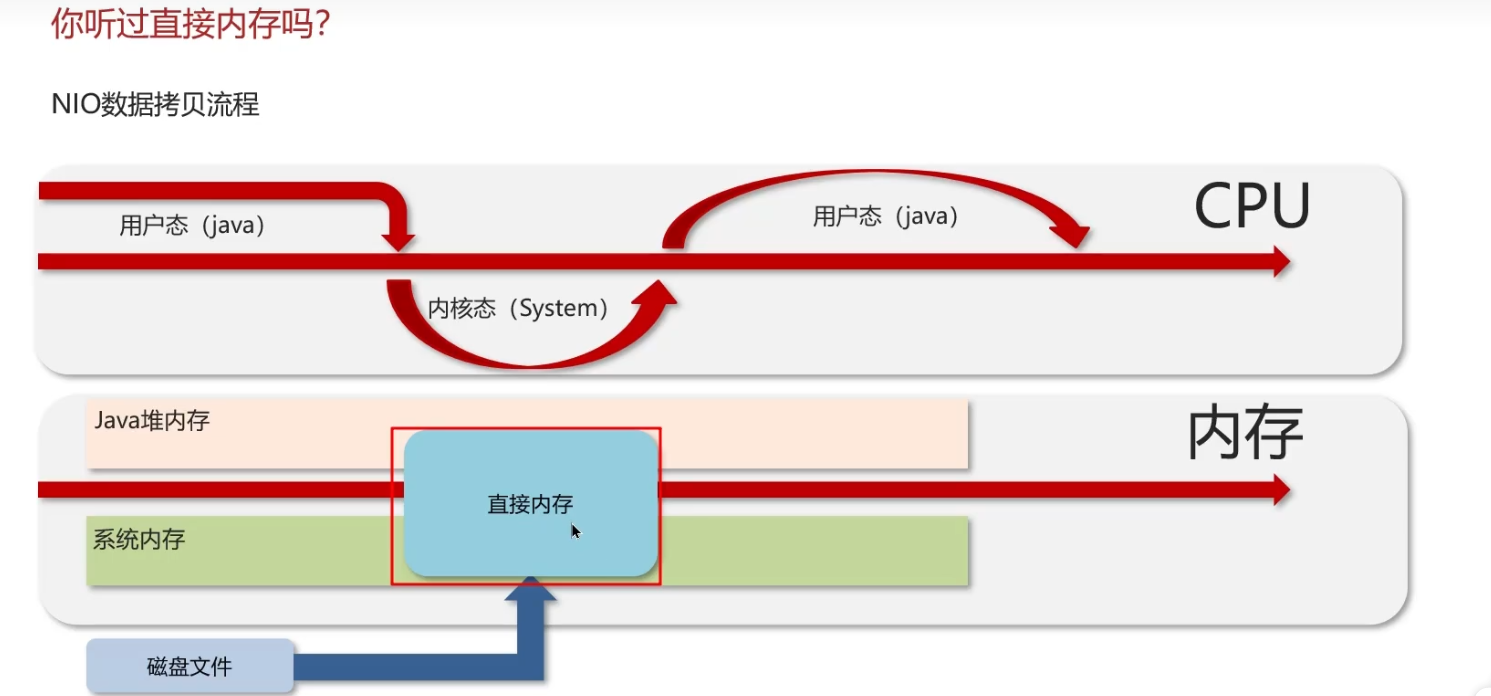 你听过直接内存吗?
NIO数据拷贝流程
CPU
用户态（java）
用户态（java）
内核态（System）
Java堆内存
内存
直接内存
系统内存
磁盘文件